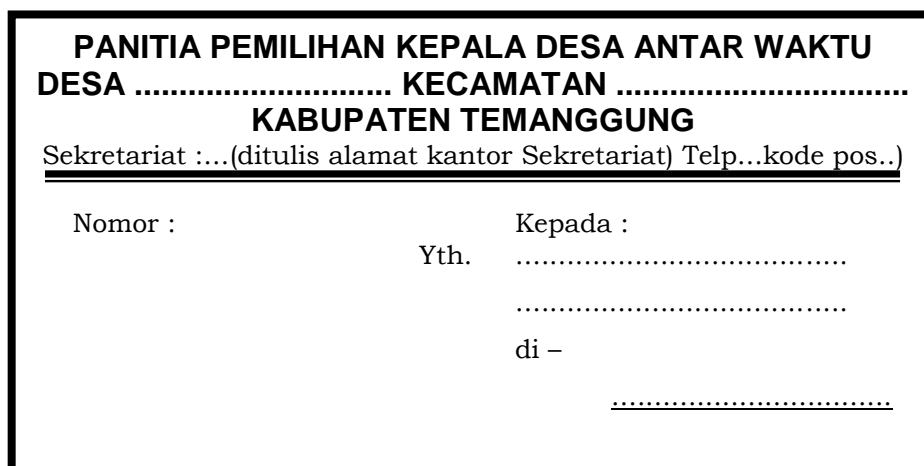 PANITIA PEMILIHAN KEPALA DESA ANTAR WAKTU
DESA ............................. KECAMATAN .................................
KABUPATEN TEMANGGUNG
Sekretariat :...(ditulis alamat kantor Sekretariat) Telp...kode pos..)
Nomor : Kepada :
Yth. .......................................
.......................................
di –
.................................